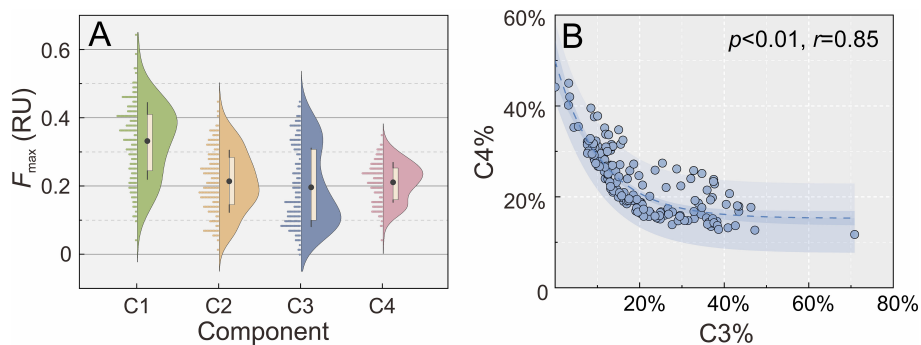 A
0.6
0.4
0.2
0
Fmax (RU)
C1 C2 C3 C4
Component
B
p<0.01, r=0.85
60%
40%
20%
0
C4%
20% 40% 60% 80%
C3%